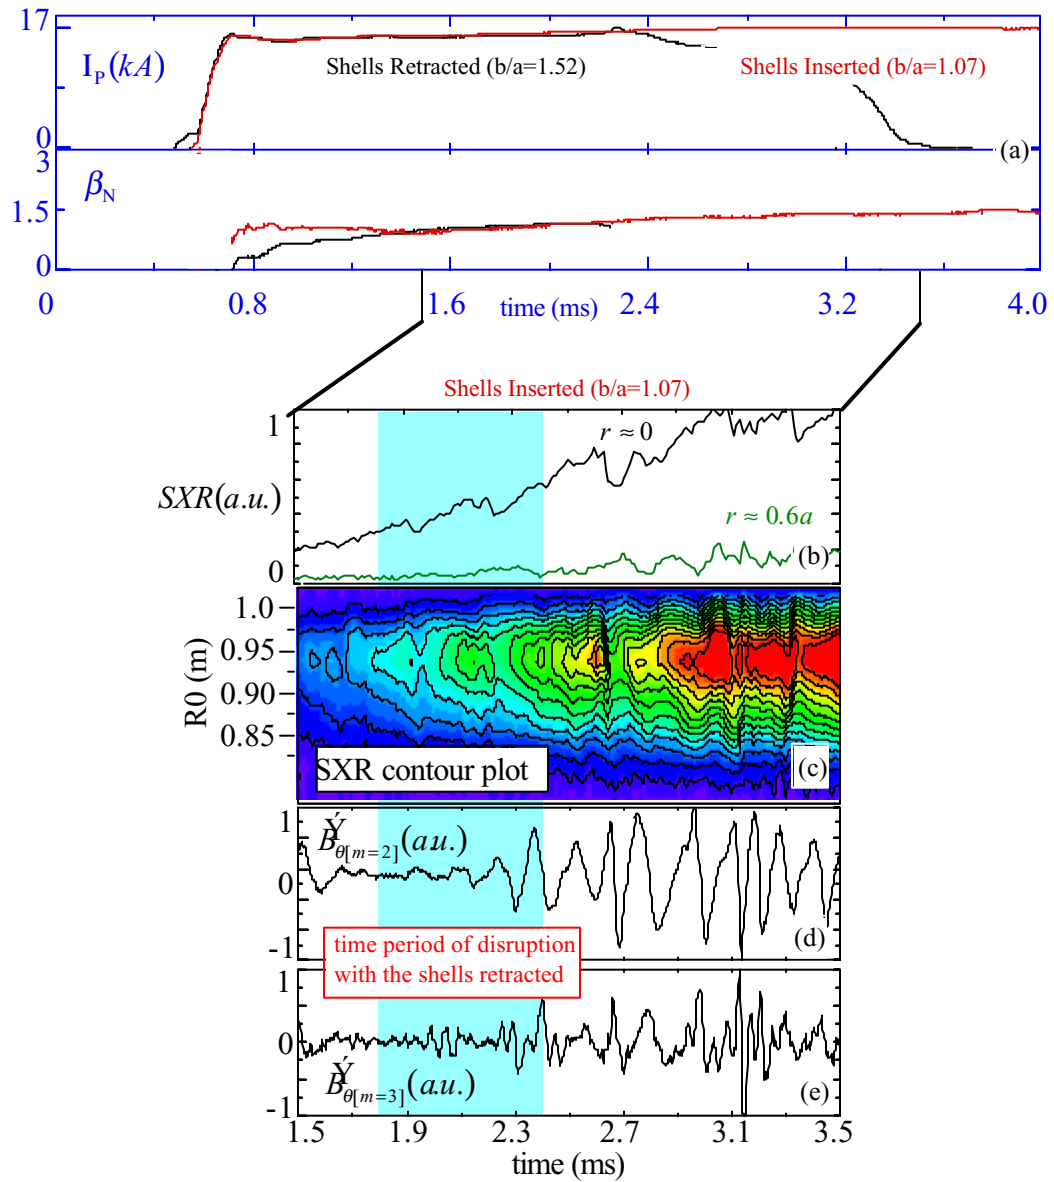 17
I_P (kA)
Shells Retracted (b/a=1.52)
Shells Inserted (b/a=1.07)
0
(a)
3
β_N
1.5
0
0 0.8 1.6 2.4 3.2 4.0
time (ms)
Shells Inserted (b/a=1.07)
1
r ≈ 0
SXR(a.u.)
r ≈ 0.6a
0
(b)
1.0
0.95
R0 (m)
0.90
0.85
SXR contour plot
(c)
1
B́Y_θ[m=2](a.u.)
0
-1
(d)
time period of disruption
with the shells retracted
1
0
B́Y_θ[m=3](a.u.)
-1
(e)
1.5 1.9 2.3 2.7 3.1 3.5
time (ms)